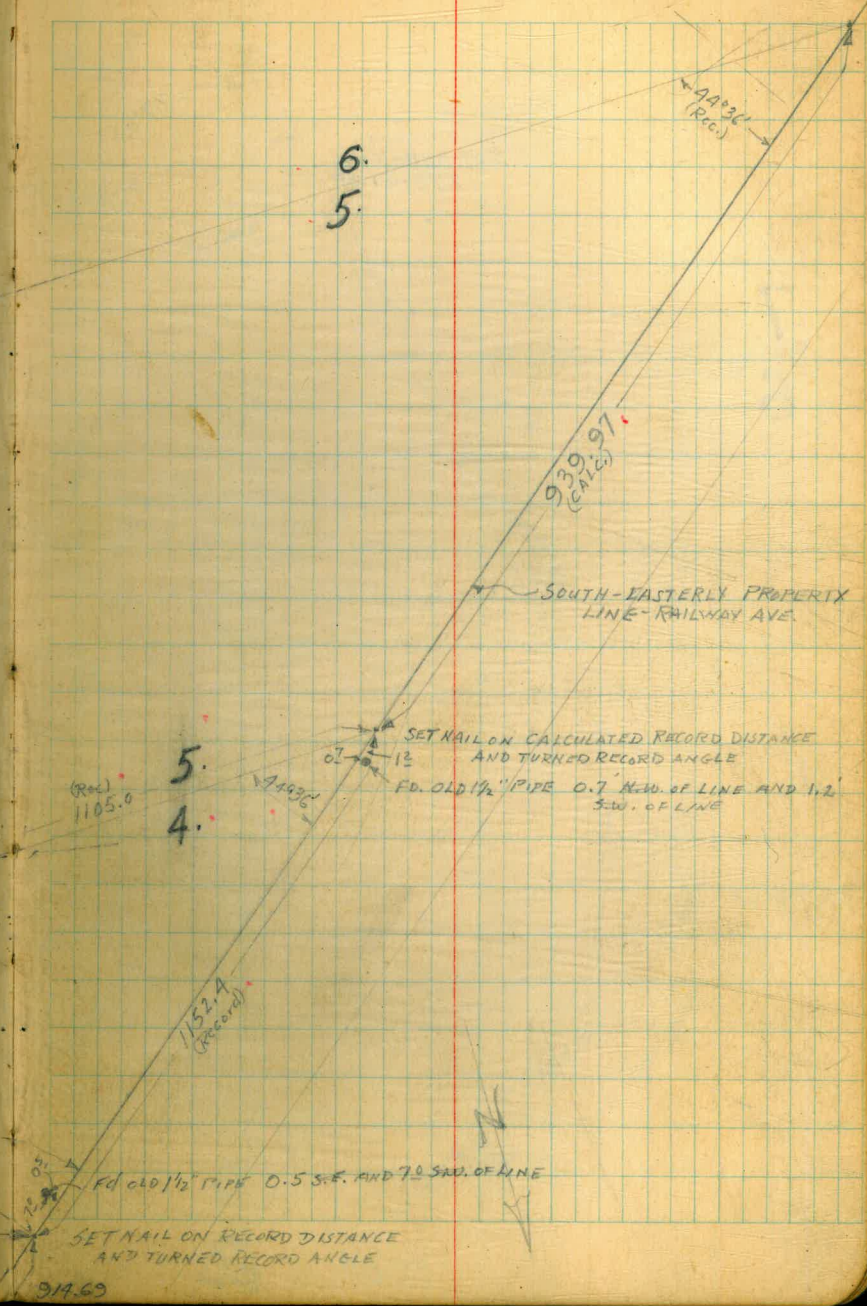 44°36'
(Rec.)
6.
5.
939.97
(CALC.)
SOUTH-EASTERLY PROPERTY
LINE-RAILWAY AVE.
SET NAIL ON CALCULATED RECORD DISTANCE
AND TURNED RECORD ANGLE
0.7
1.2
FD. OLD 1½" PIPE 0.7' N.W. OF LINE AND 1.2'
S.W. OF LINE
5.
44°36'
(Rec.)
1105.0
4.
1152.4
(Record)
N
FD OLD 1½" PIPE 0.5 S.E. AND 7.0 S.W. OF LINE
SET NAIL ON RECORD DISTANCE
AND TURNED RECORD ANGLE
914.69